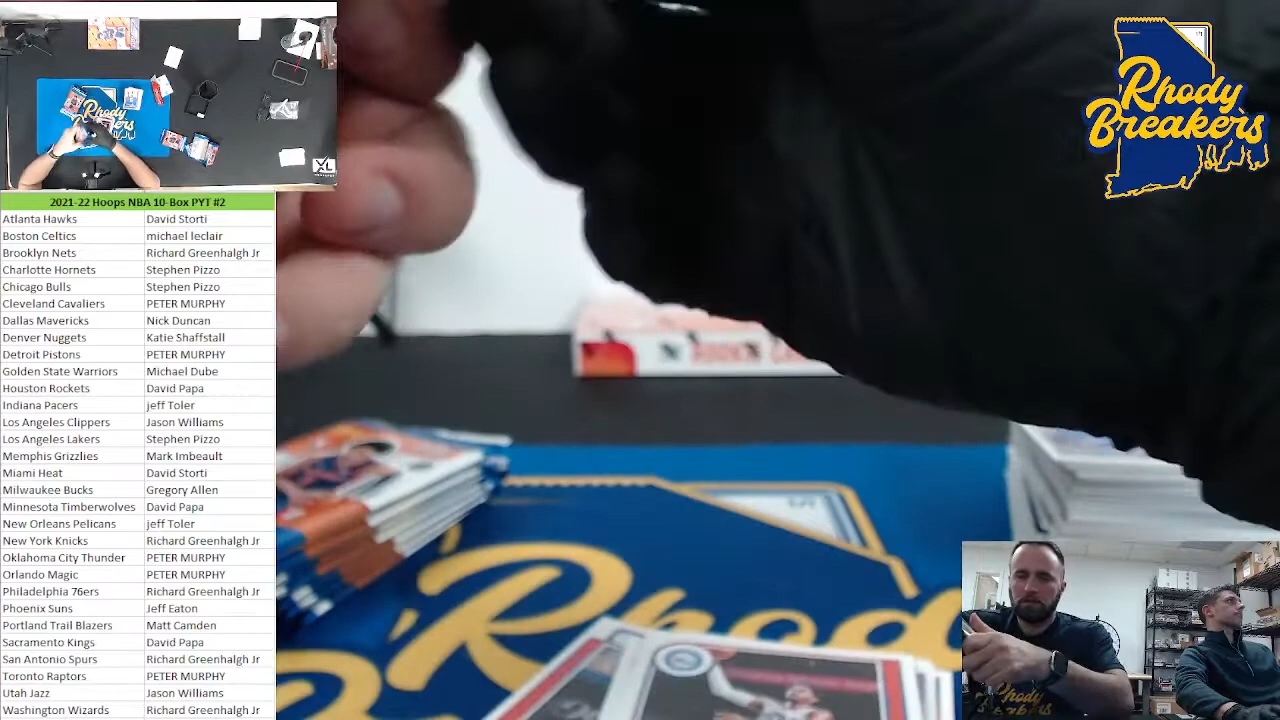 2021-22 Hoops NBA 10-Box PYT #2
Atlanta Hawks David Storti
Boston Celtics michael leclair
Brooklyn Nets Richard Greenhalgh Jr
Charlotte Hornets Stephen Pizzo
Chicago Bulls Stephen Pizzo
Cleveland Cavaliers PETER MURPHY
Dallas Mavericks Nick Duncan
Denver Nuggets Katie Shaffstall
Detroit Pistons PETER MURPHY
Golden State Warriors Michael Dube
Houston Rockets David Papa
Indiana Pacers jeff Toler
Los Angeles Clippers Jason Williams
Los Angeles Lakers Stephen Pizzo
Memphis Grizzlies Mark Imbeault
Miami Heat David Storti
Milwaukee Bucks Gregory Allen
Minnesota Timberwolves David Papa
New Orleans Pelicans jeff Toler
New York Knicks Richard Greenhalgh Jr
Oklahoma City Thunder PETER MURPHY
Orlando Magic PETER MURPHY
Philadelphia 76ers Richard Greenhalgh Jr
Phoenix Suns Jeff Eaton
Portland Trail Blazers Matt Camden
Sacramento Kings David Papa
San Antonio Spurs Richard Greenhalgh Jr
Toronto Raptors PETER MURPHY
Utah Jazz Jason Williams
Washington Wizards Richard Greenhalgh Jr
Rhody
Breakers
Rhody
Breakers
XL
Rhody
Rhody
Breakers